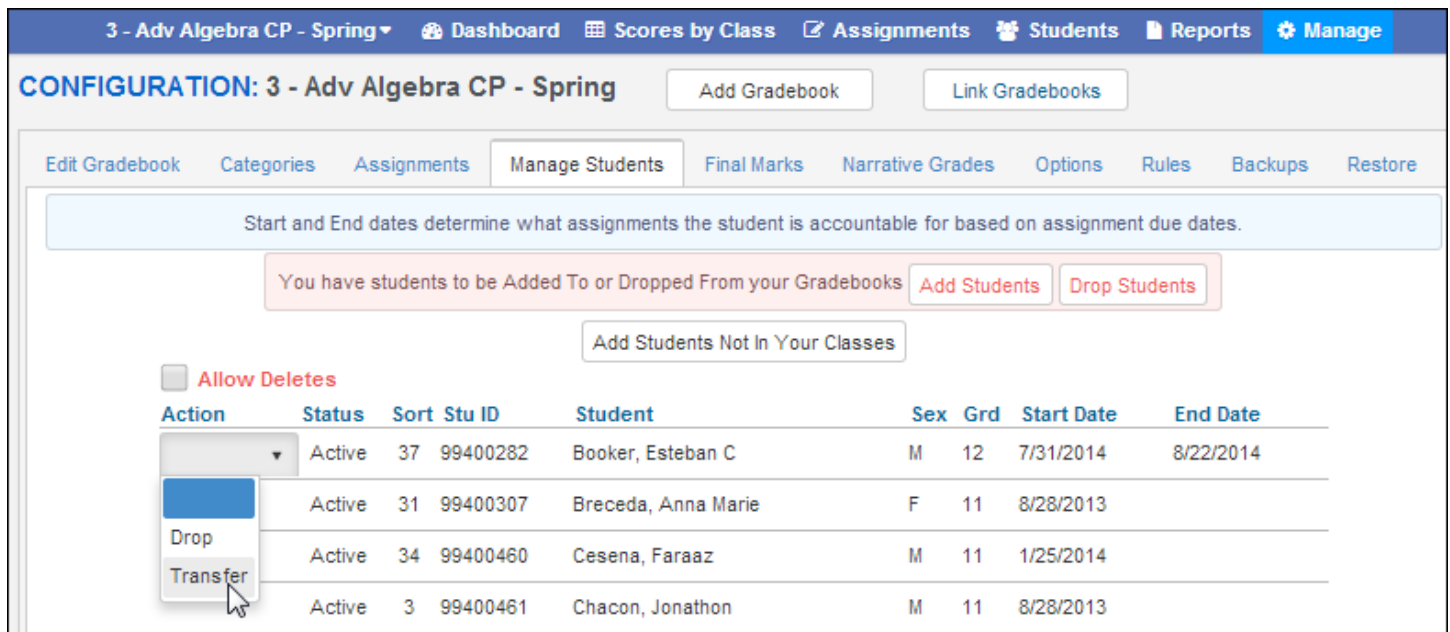 3 - Adv Algebra CP - Spring Dashboard Scores by Class Assignments Students Reports Manage
CONFIGURATION: 3 - Adv Algebra CP - Spring Add Gradebook Link Gradebooks
Edit Gradebook Categories Assignments Manage Students Final Marks Narrative Grades Options Rules Backups Restore
Start and End dates determine what assignments the student is accountable for based on assignment due dates.
You have students to be Added To or Dropped From your Gradebooks Add Students Drop Students
Add Students Not In Your Classes
Allow Deletes
Action Status Sort Stu ID Student Sex Grd Start Date End Date
Active 37 99400282 Booker, Esteban C M 12 7/31/2014 8/22/2014
Active 31 99400307 Breceda, Anna Marie F 11 8/28/2013
Drop
Active 34 99400460 Cesena, Faraaz M 11 1/25/2014
Transfer
Active 3 99400461 Chacon, Jonathon M 11 8/28/2013